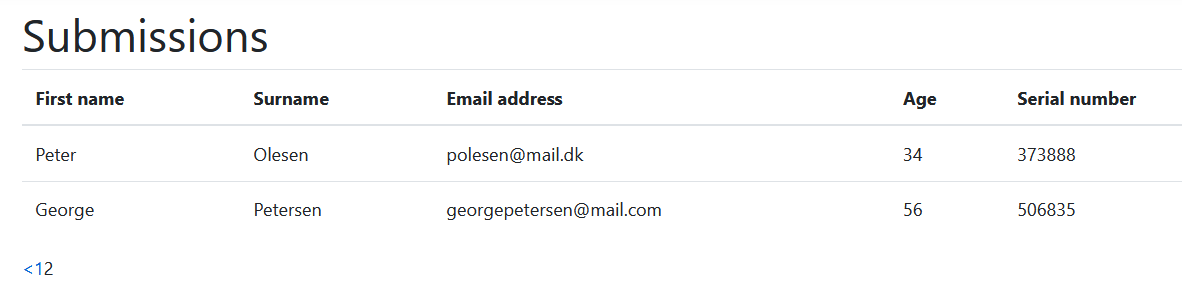 Submissions
First name Surname Email address Age Serial number
Peter Olesen polesen@mail.dk 34 373888
George Petersen georgepetersen@mail.com 56 506835
<12